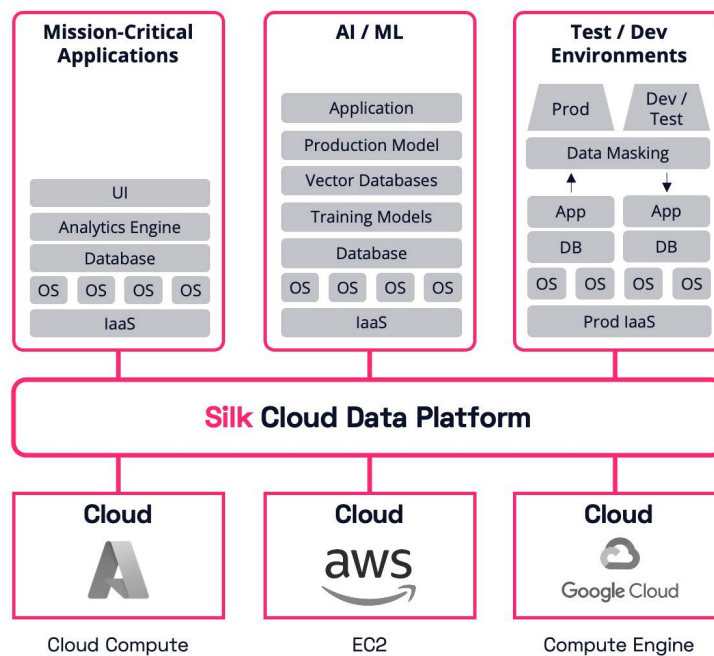 Mission-Critical
Applications
UI
Analytics Engine
Database
OS OS OS OS
IaaS
AI / ML
Application
Production Model
Vector Databases
Training Models
Database
OS OS OS OS
IaaS
Test / Dev
Environments
Prod
Dev /
Test
Data Masking
App App
DB DB
OS OS OS OS
Prod IaaS
Silk Cloud Data Platform
Cloud
Cloud Compute
Cloud
aws
EC2
Cloud
Google Cloud
Compute Engine